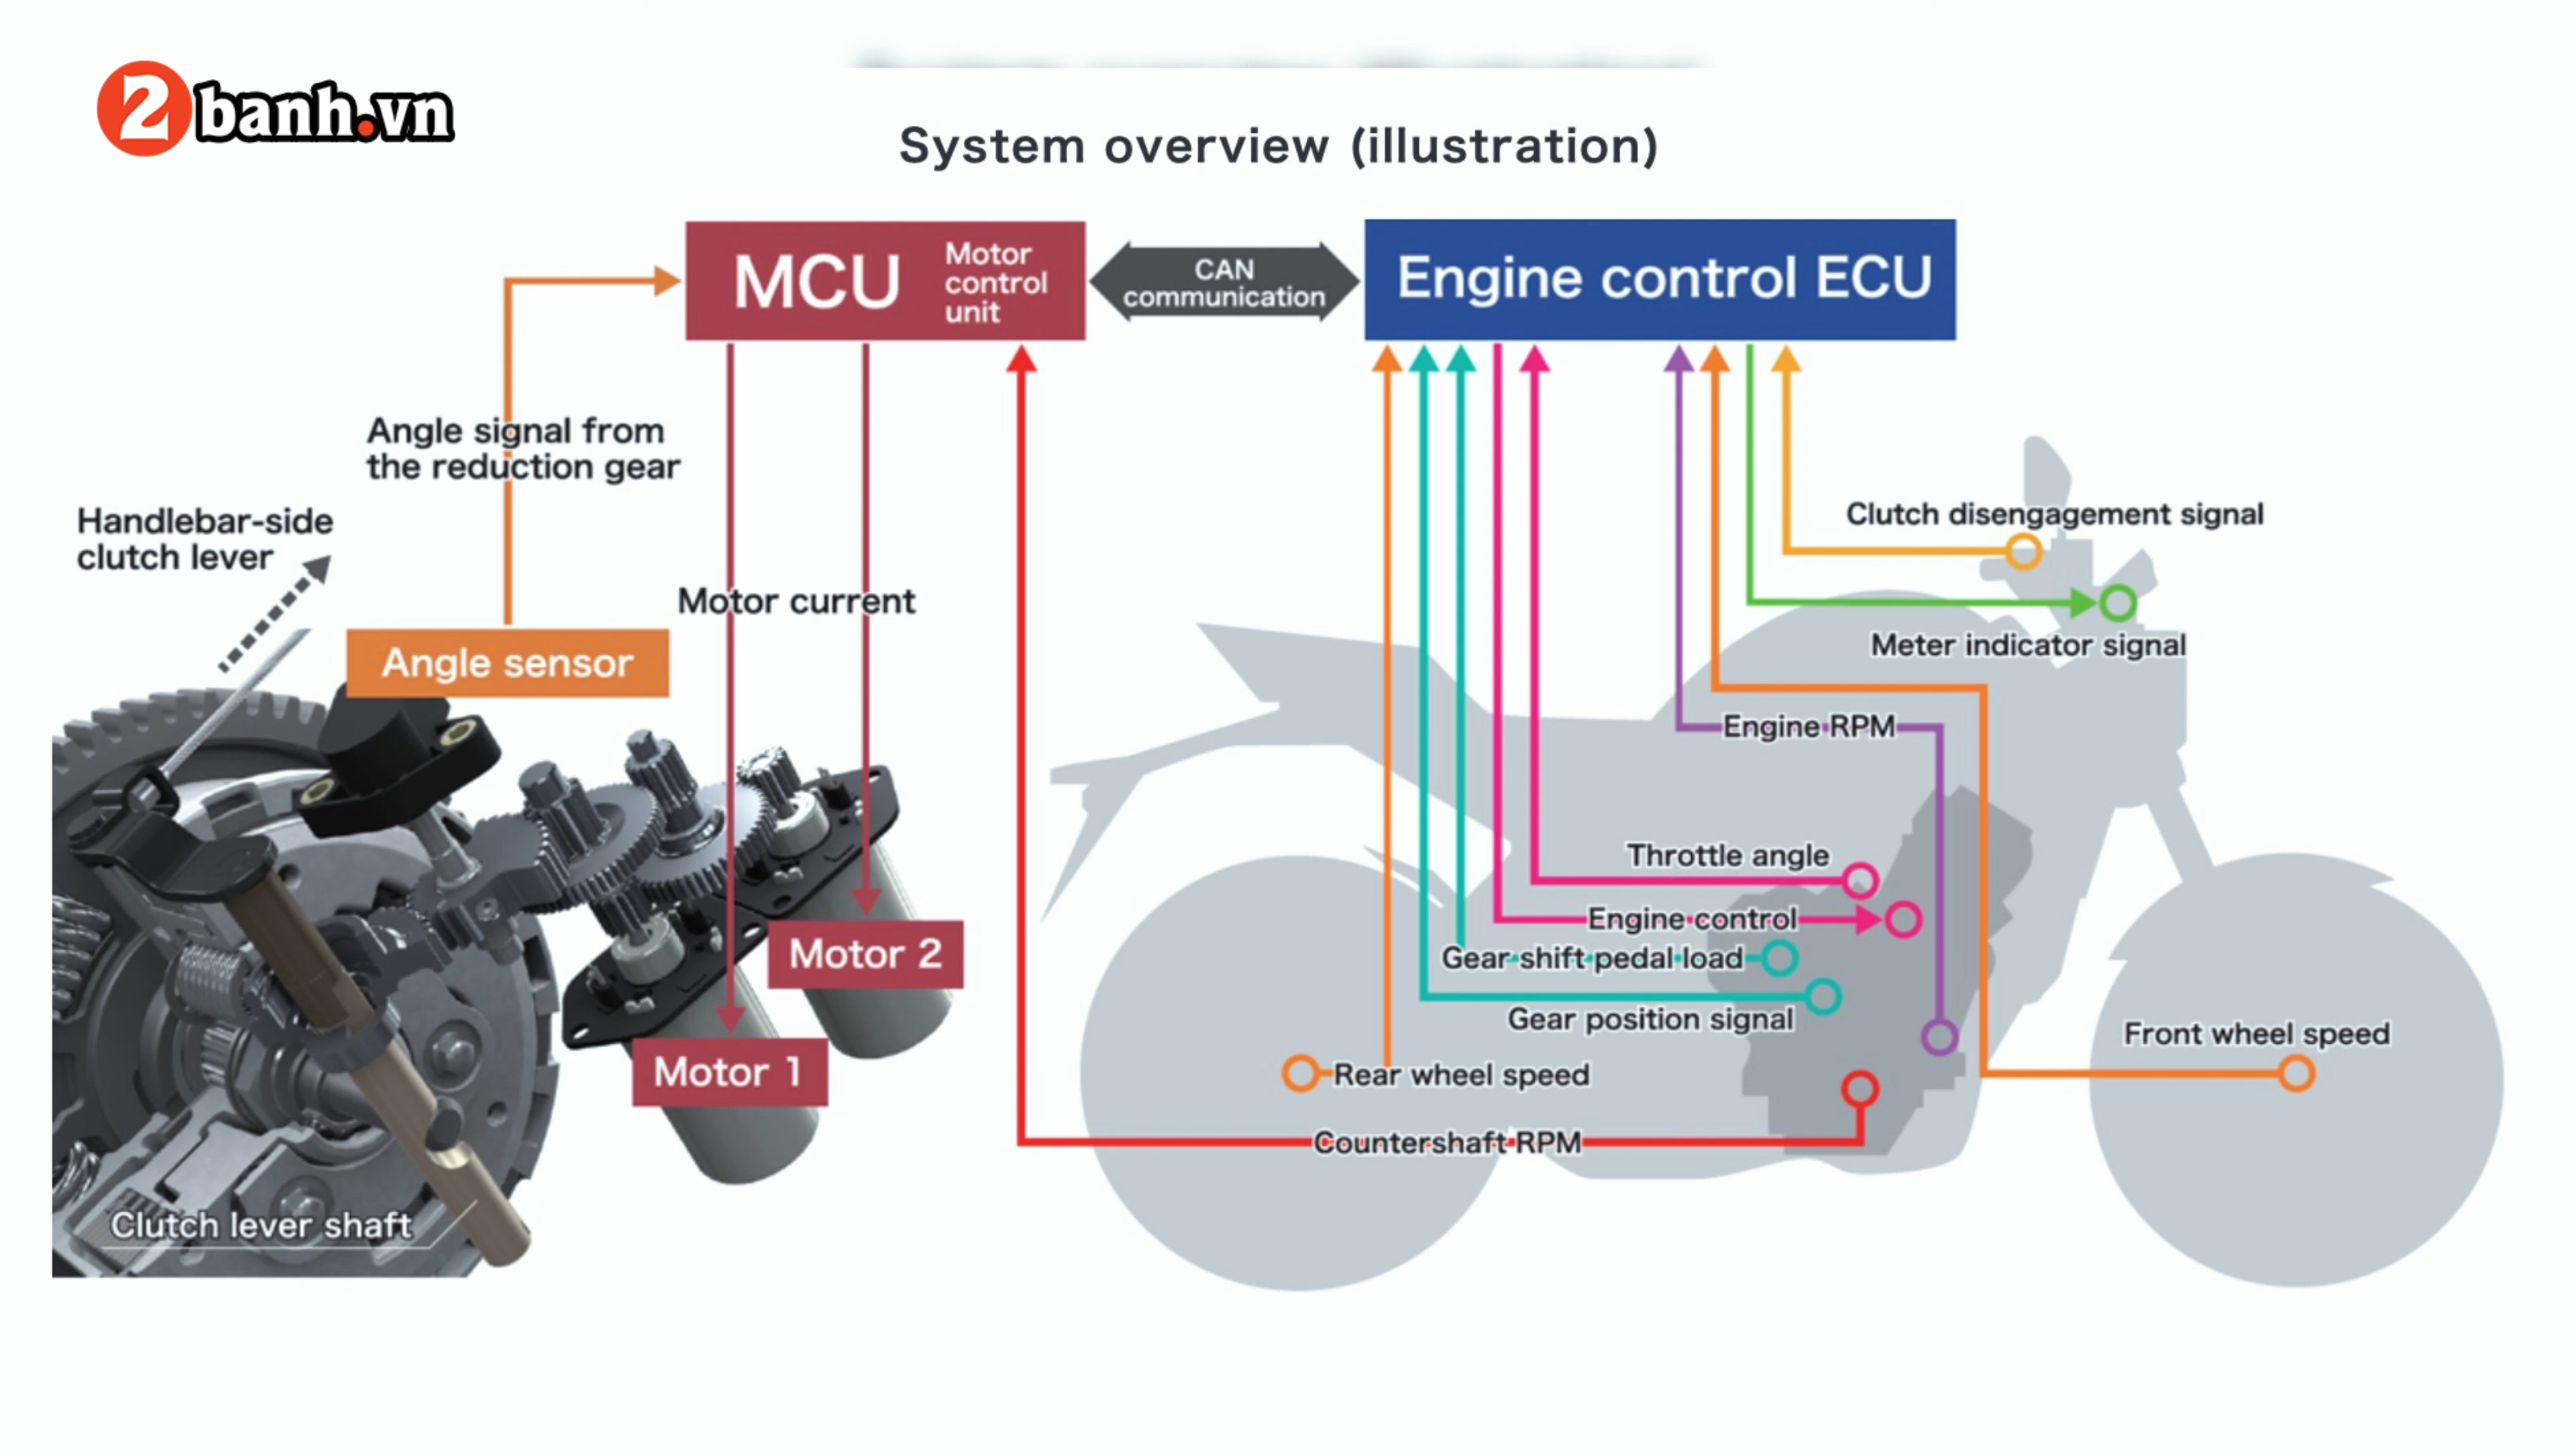 2banh.vn
System overview (illustration)
MCU
Motor
control
unit
CAN
communication
Engine control ECU
Angle signal from
the reduction gear
Handlebar-side
clutch lever
Clutch disengagement signal
Motor current
Meter indicator signal
Angle sensor
Engine RPM
Throttle angle
Engine control
Motor 2
Gear shift pedal load
Gear position signal
Front wheel speed
Motor 1
Rear wheel speed
Countershaft RPM
Clutch lever shaft